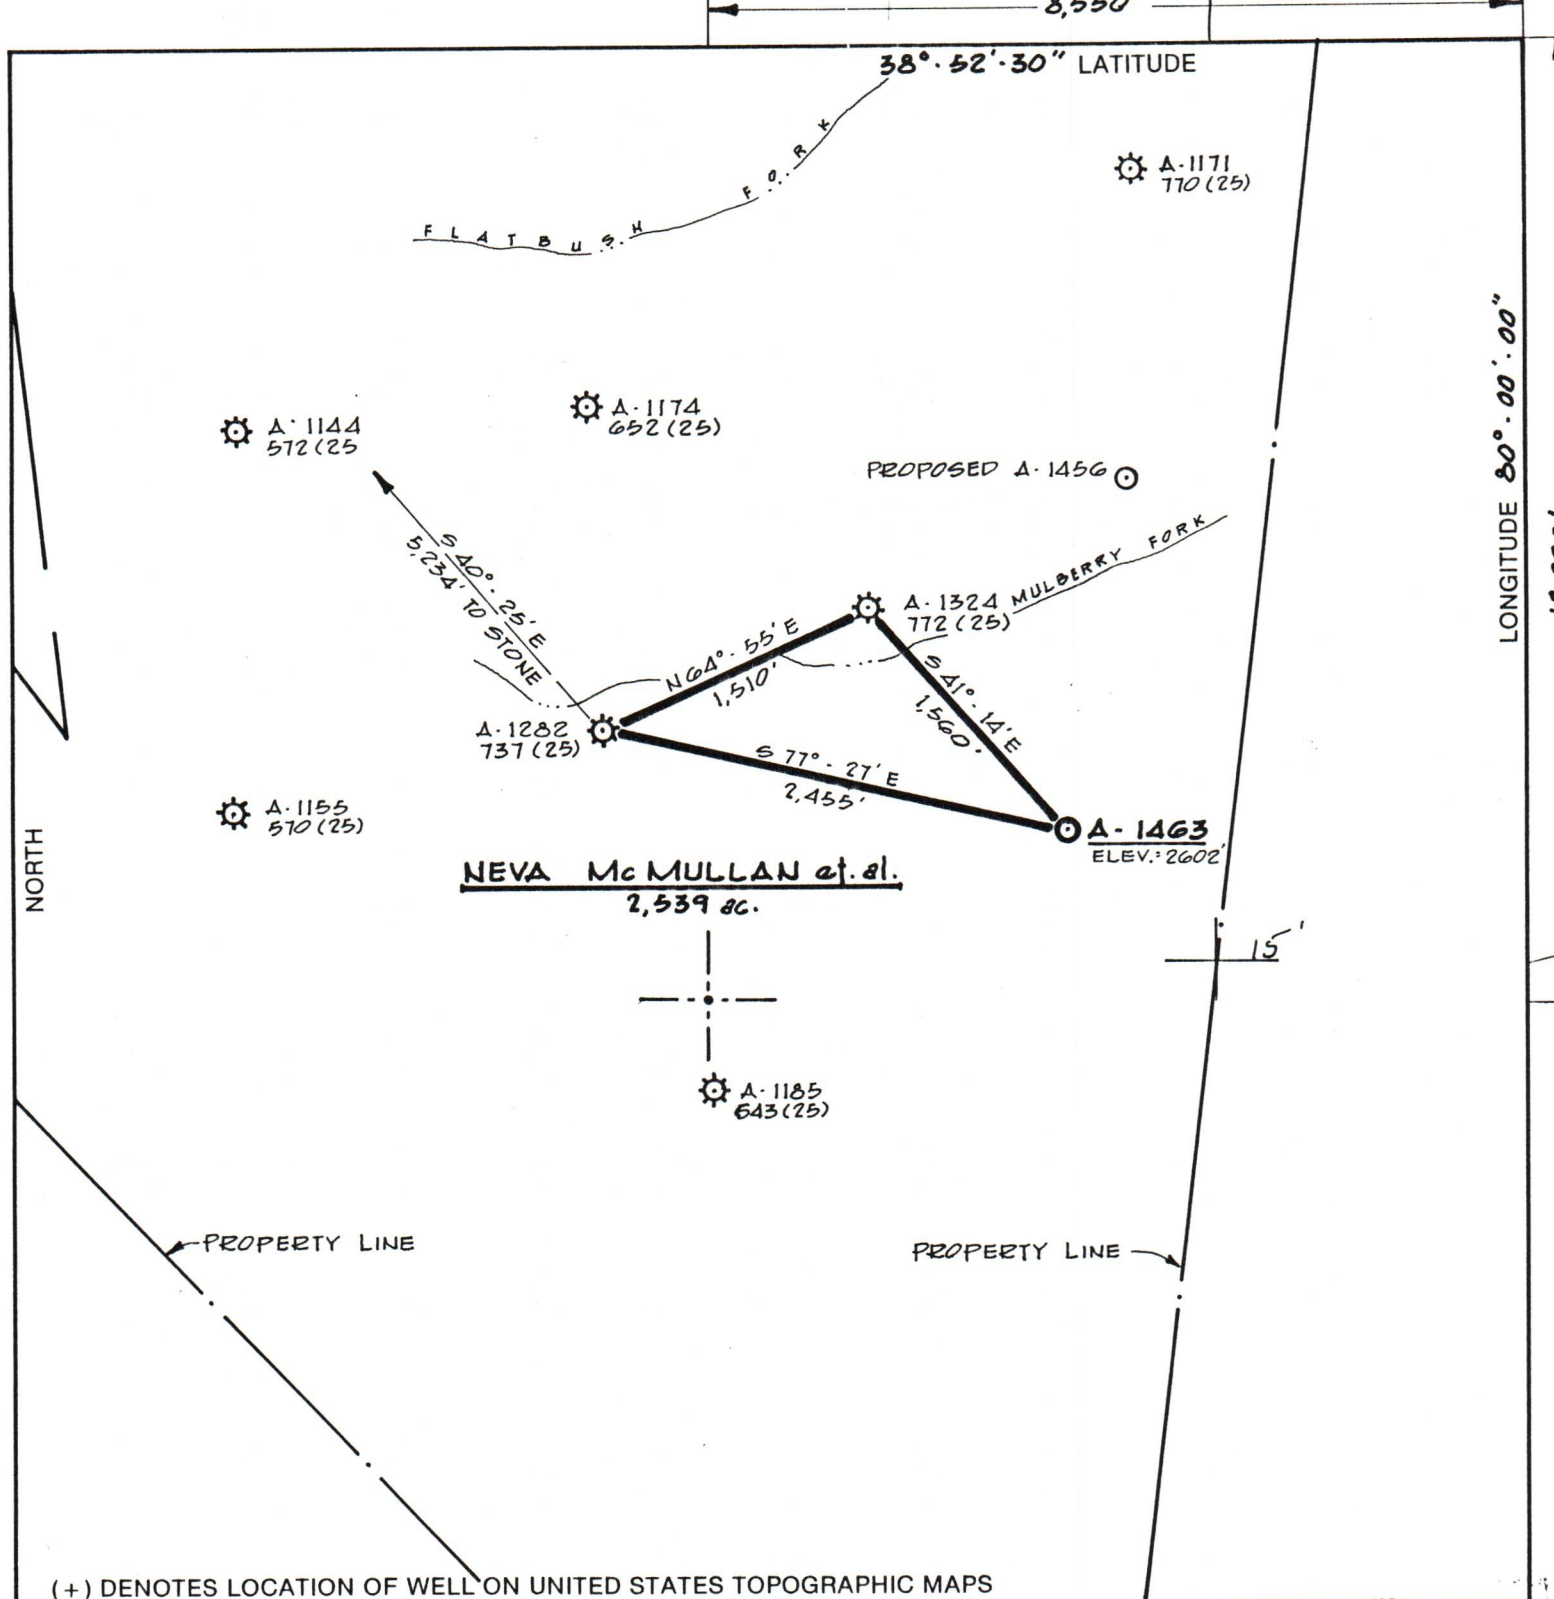 8,550
38°·52'·30" LATITUDE
FLATBUSH FORK
A-1171
770 (25)
LONGITUDE 80°·00'·00"
A·1144
572(25
A-1174
652 (25)
PROPOSED A-1456
S 40°-25' E
5,234' TO STONE
MULBERRY FORK
A-1324
772 (25)
N 64°-55' E
1,510'
S 41°-14' E
1,560'
A-1282
737 (25)
S 77°-27' E
2,455'
A-1155
570 (25)
A-1463
ELEV.: 2602'
NORTH
NEVA McMULLAN et.al.
2,539 ac.
15'
A-1185
643 (25)
PROPERTY LINE
PROPERTY LINE
(+) DENOTES LOCATION OF WELL ON UNITED STATES TOPOGRAPHIC MAPS